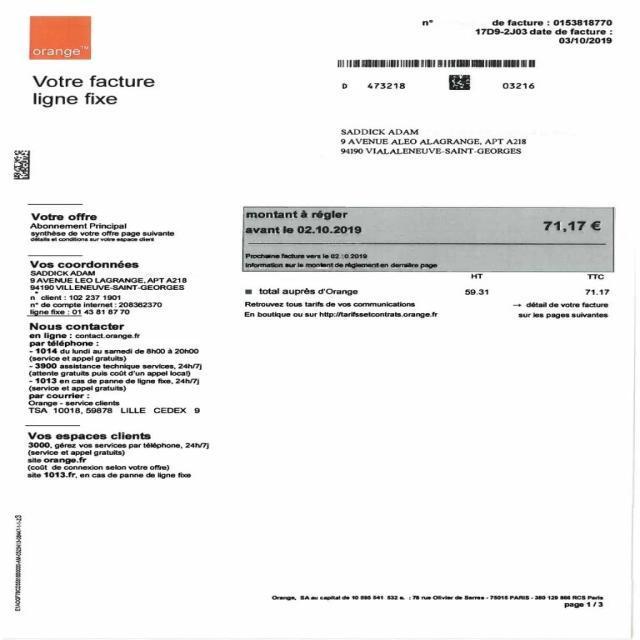 orange™
n° de facture : 0153818770
17D9-2J03 date de facture :
03/10/2019
Votre facture
ligne fixe
D 473218 03216
SADDICK ADAM
9 AVENUE ALEO ALAGRANGE, APT A218
94190 VIALALENEUVE-SAINT-GEORGES
Votre offre
Abonnement Principal
synthèse de votre offre page suivante
détails et conditions sur votre espace client
Vos coordonnées
SADDICK ADAM
9 AVENUE LEO LAGRANGE, APT A218
94190 VILLENEUVE-SAINT-GEORGES
n° client : 102 237 1901
n° de compte internet : 208362370
ligne fixe : 01 43 81 87 70
Nous contacter
en ligne : contact.orange.fr
par téléphone :
- 1014 du lundi au samedi de 8h00 à 20h00
(service et appel gratuits)
- 3900 assistance technique services, 24h/7j
(attente gratuits puis coût d'un appel local)
- 1013 en cas de panne de ligne fixe, 24h/7j
(service et appel gratuits)
par courrier :
Orange - service clients
TSA 10018, 59878 LILLE CEDEX 9
Vos espaces clients
3000, gérez vos services par téléphone, 24h/7j
(service et appel gratuits)
site orange.fr
(coût de connexion selon votre offre)
site 1013.fr, en cas de panne de ligne fixe
montant à régler
avant le 02.10.2019
71,17 €
Prochaine facture vers le 02 :0.2019
Information sur le montant de règlement en dernière page
HT TTC
total auprès d'Orange 59.31 71.17
Retrouvez tous tarifs de vos communications
En boutique ou sur http://tarifssetcontrats.orange.fr
→ détail de votre facture
sur les pages suivantes
Orange, SA au capital de 10 595 541 532 e. : 78 rue Olivier de Serres - 75015 PARIS - 380 129 866 RCS Paris
page 1 / 3